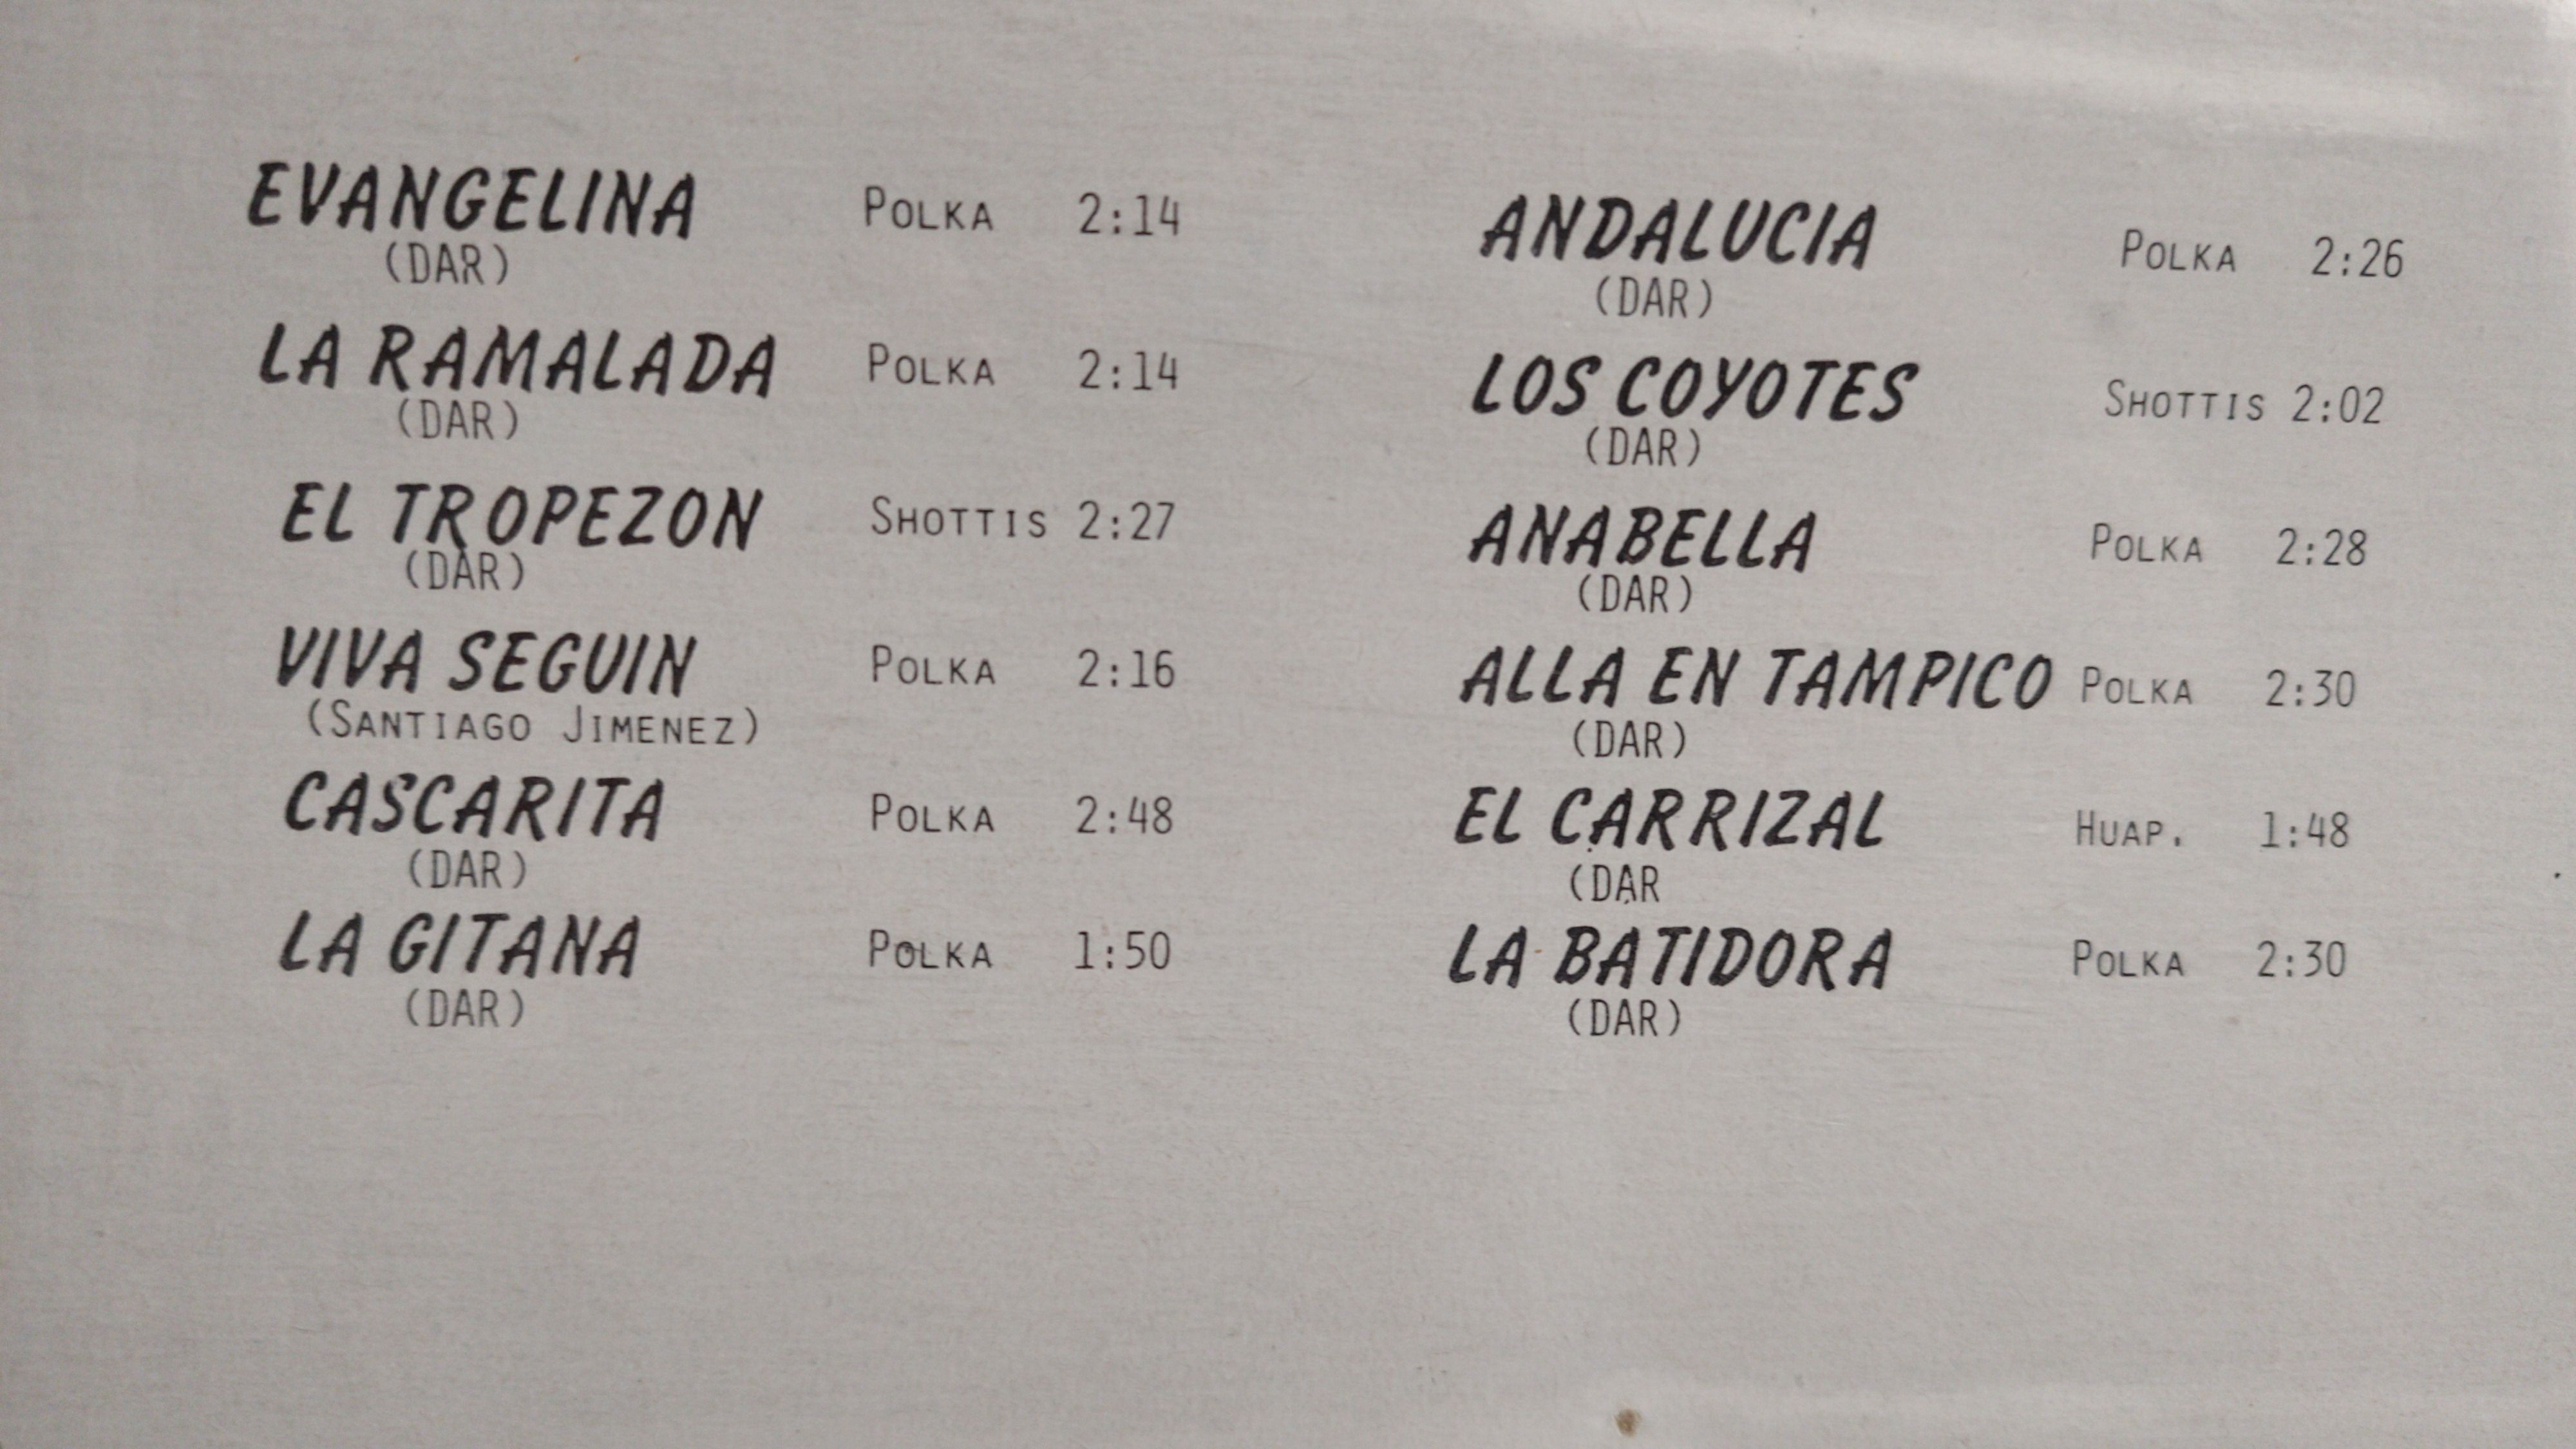 EVANGELINA POLKA 2:14
(DAR)
LA RAMALADA POLKA 2:14
(DAR)
EL TROPEZON SHOTTIS 2:27
(DAR)
VIVA SEGUIN POLKA 2:16
(SANTIAGO JIMENEZ)
CASCARITA POLKA 2:48
(DAR)
LA GITANA POLKA 1:50
(DAR)
ANDALUCIA POLKA 2:26
(DAR)
LOS COYOTES SHOTTIS 2:02
(DAR)
ANABELLA POLKA 2:28
(DAR)
ALLA EN TAMPICO POLKA 2:30
(DAR)
EL CARRIZAL HUAP. 1:48
(DAR
LA BATIDORA POLKA 2:30
(DAR)